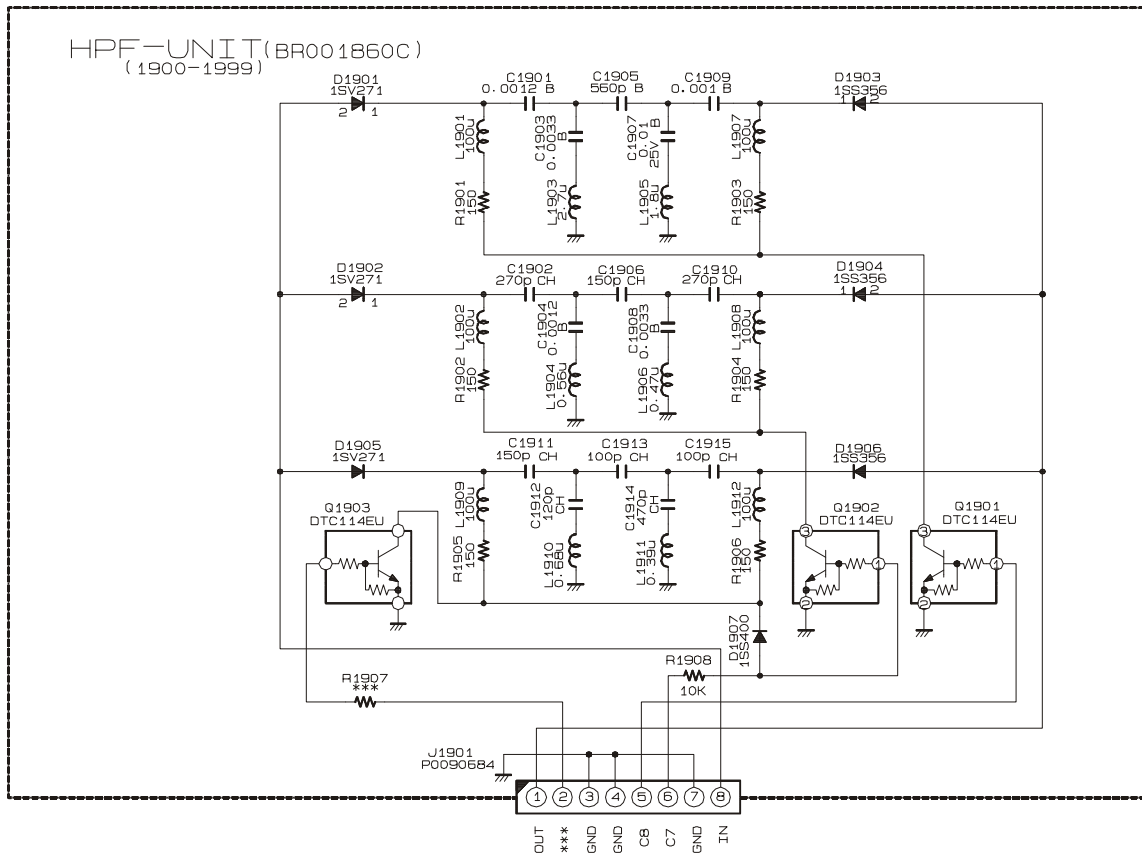 HPF-UNIT(BR001860C)
(1900-1999)
D1901
1SV271
2 1
C1901
0.0012 B
C1905
560p B
C1909
0.001 B
D1903
1SS356
1 2
L1901
100u
C1903
0.0033
B
C1907
0.01
25V B
L1907
100u
R1901
150
L1903
2.7u
L1905
1.8u
R1903
150
D1902
1SV271
2 1
C1902
270p CH
C1906
150p CH
C1910
270p CH
D1904
1SS356
1 2
L1902
100u
C1904
0.0012
B
C1908
0.0033
B
L1908
100u
R1902
150
L1904
0.56u
L1906
0.47u
R1904
150
D1905
1SV271
C1911
150p CH
C1913
100p CH
C1915
100p CH
D1906
1SS356
L1909
100u
C1912
120p
CH
C1914
470p
CH
L1912
100u
Q1903
DTC114EU
Q1902
DTC114EU
Q1901
DTC114EU
R1905
150
L1910
0.68u
L1911
0.39u
R1906
150
3
1
2
3
1
2
D1907
1SS400
R1908
10K
R1907
***
J1901
P0090684
1 2 3 4 5 6 7 8
OUT
***
GND
GND
C8
C7
GND
IN